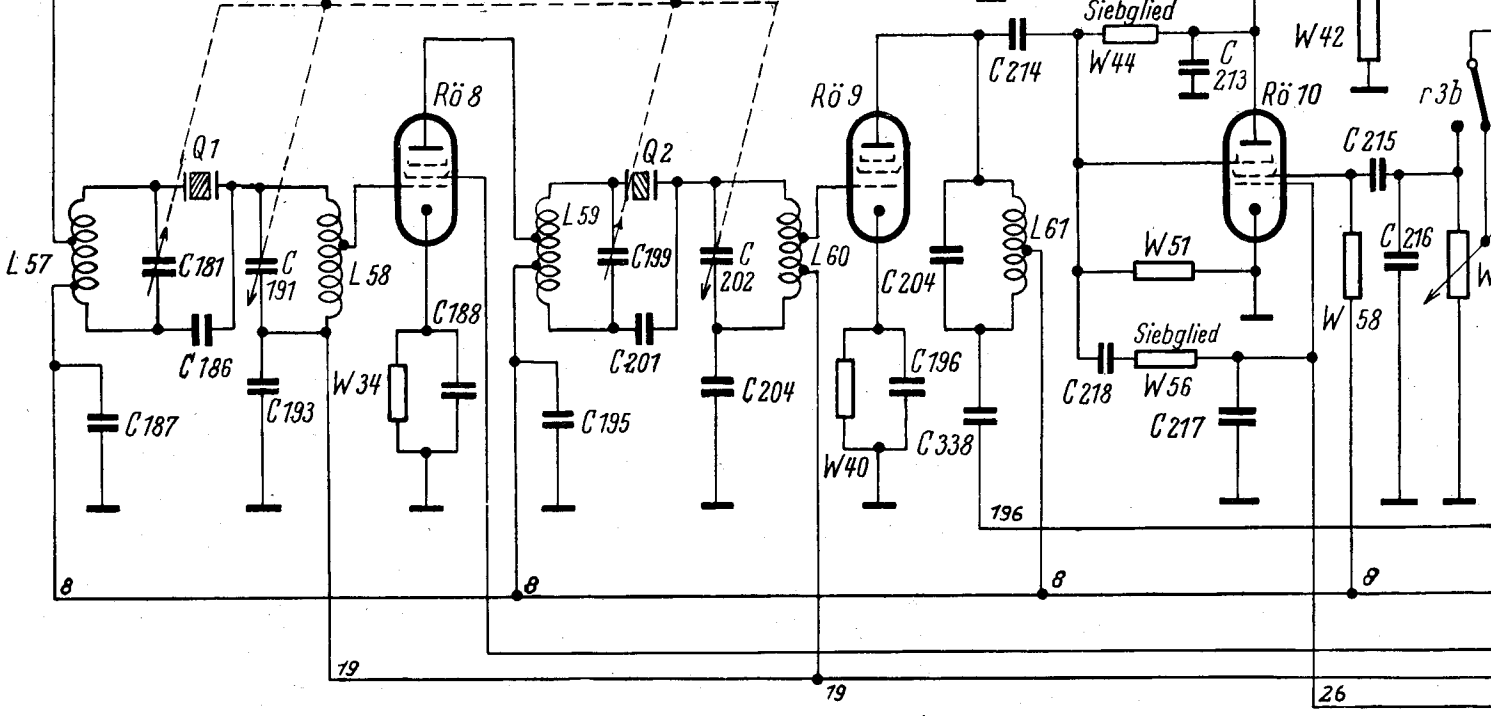 Siebglied
W42
C214
W44
C
213
Rö 8
Rö 9
Rö 10
r3b
Q1
Q2
C215
L57
C181
C
191
L58
L59
C199
C
202
L60
C204
L61
W51
C216
W
W58
C188
C186
C201
Siebglied
W34
C193
C204
C196
C218
W56
C187
C195
W40
C338
C217
196
8
8
8
8
19
19
26